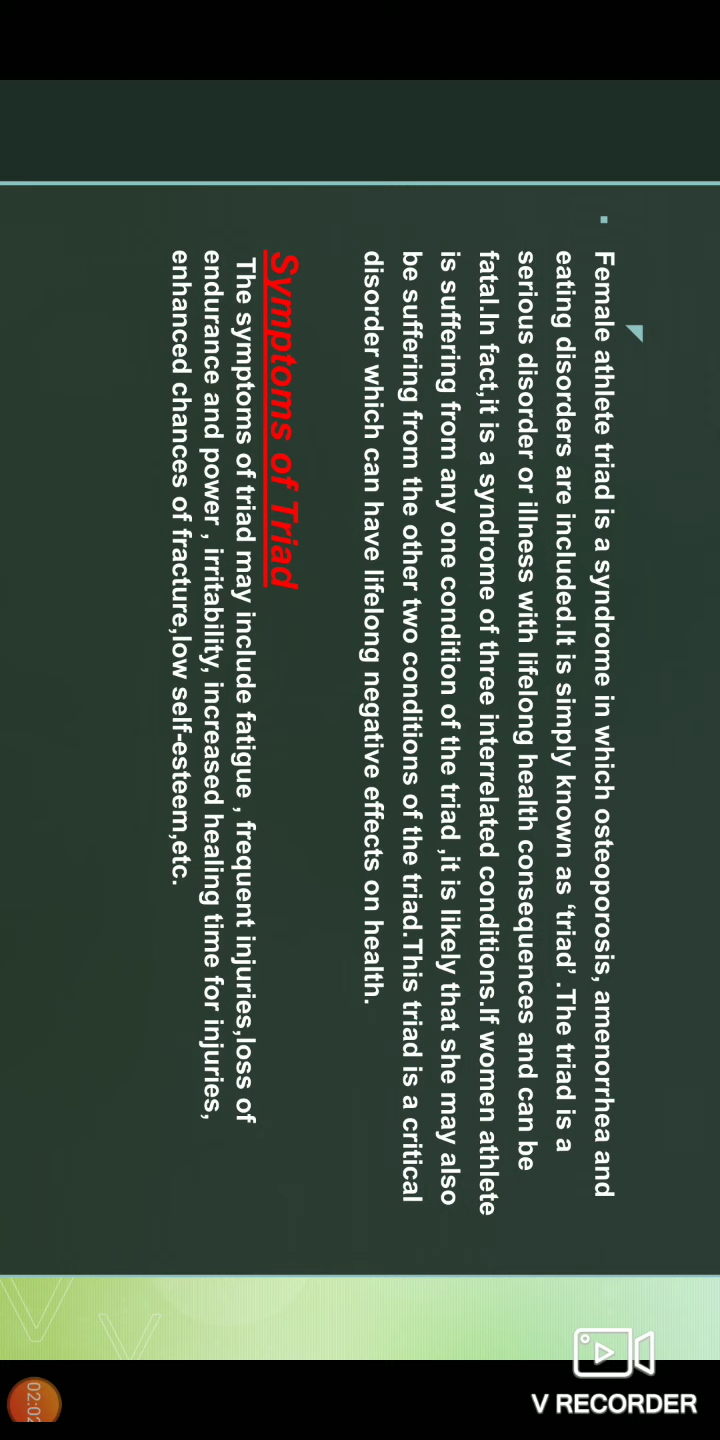 ▪ Female athlete triad is a syndrome in which osteoporosis, amenorrhea and
eating disorders are included.It is simply known as ‘triad’ .The triad is a
serious disorder or illness with lifelong health consequences and can be
fatal.In fact,it is a syndrome of three interrelated conditions.If women athlete
is suffering from any one condition of the triad ,it is likely that she may also
be suffering from the other two conditions of the triad.This triad is a critical
disorder which can have lifelong negative effects on health.
Symptoms of Triad
The symptoms of triad may include fatigue , frequent injuries,loss of
endurance and power , irritability, increased healing time for injuries,
enhanced chances of fracture,low self-esteem,etc.
V RECORDER
02:02